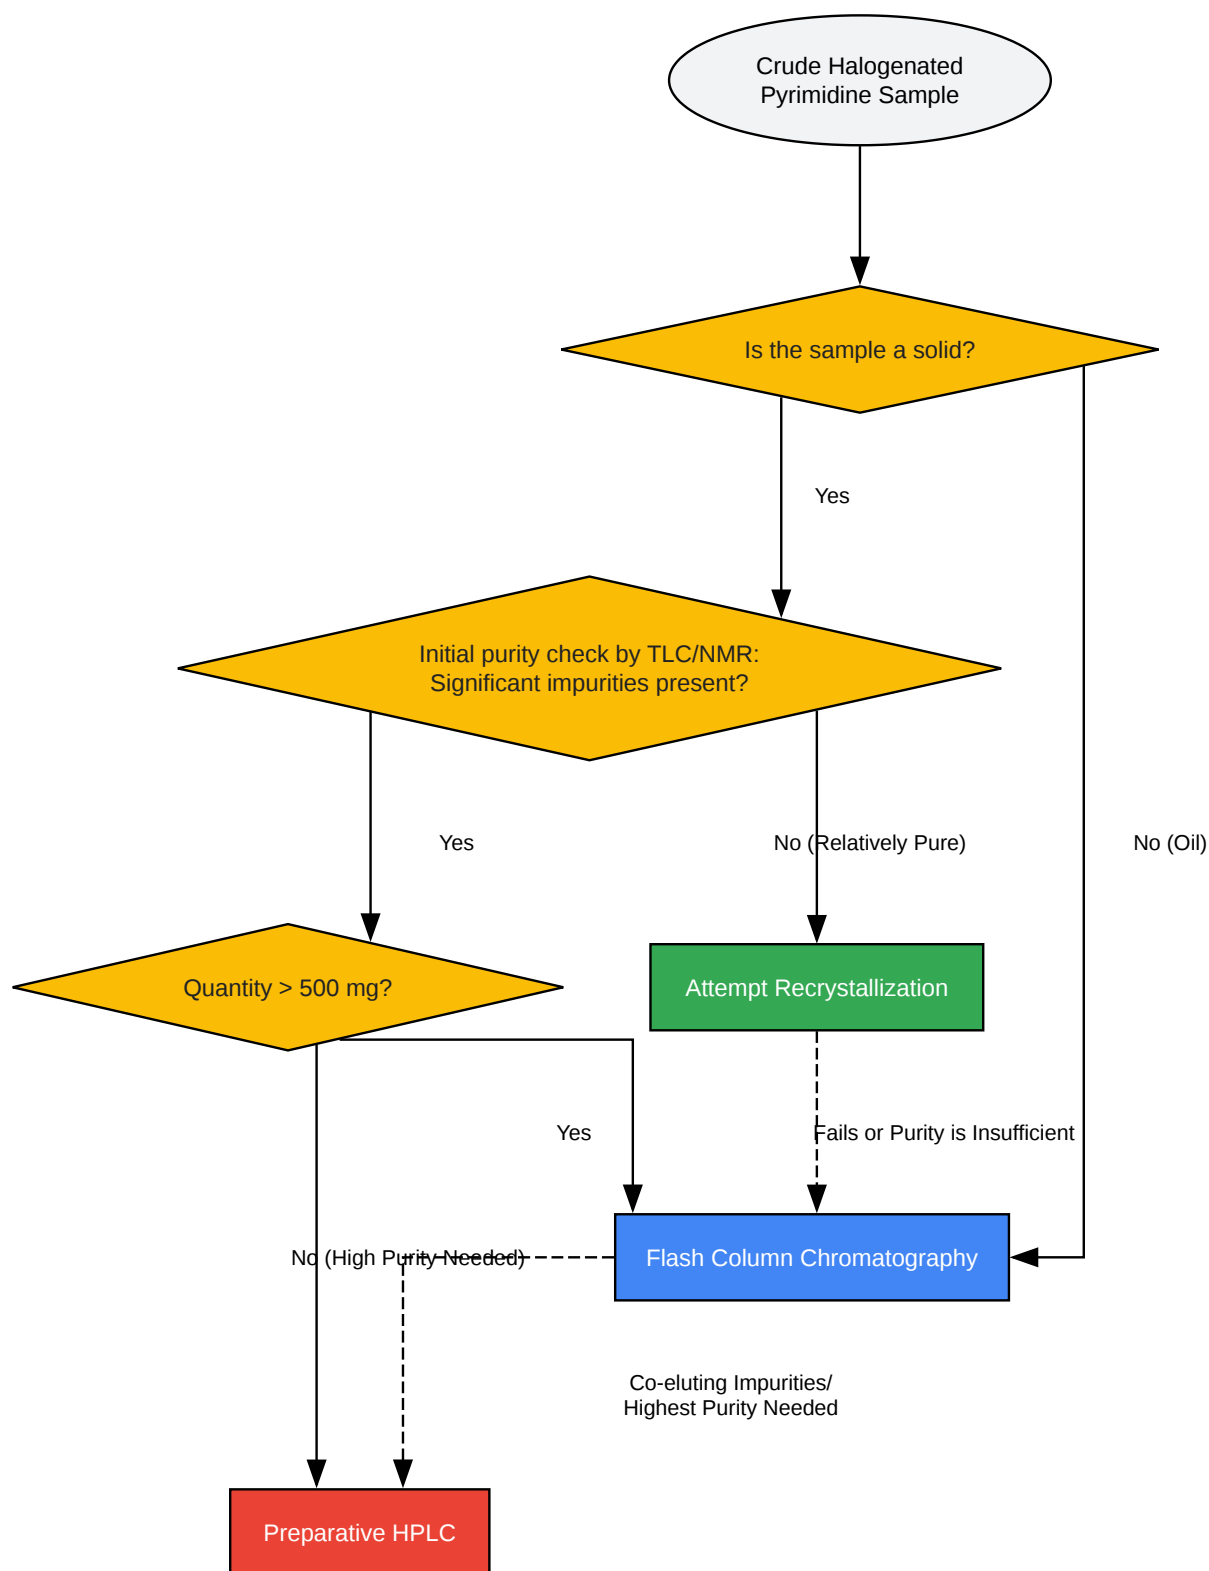 Crude Halogenated
Pyrimidine Sample
Is the sample a solid?
Yes
Initial purity check by TLC/NMR:
Significant impurities present?
Yes
No (Relatively Pure)
No (Oil)
Quantity > 500 mg?
Attempt Recrystallization
Yes
Fails or Purity is Insufficient
No (High Purity Needed)
Flash Column Chromatography
Co-eluting Impurities/
Highest Purity Needed
Preparative HPLC